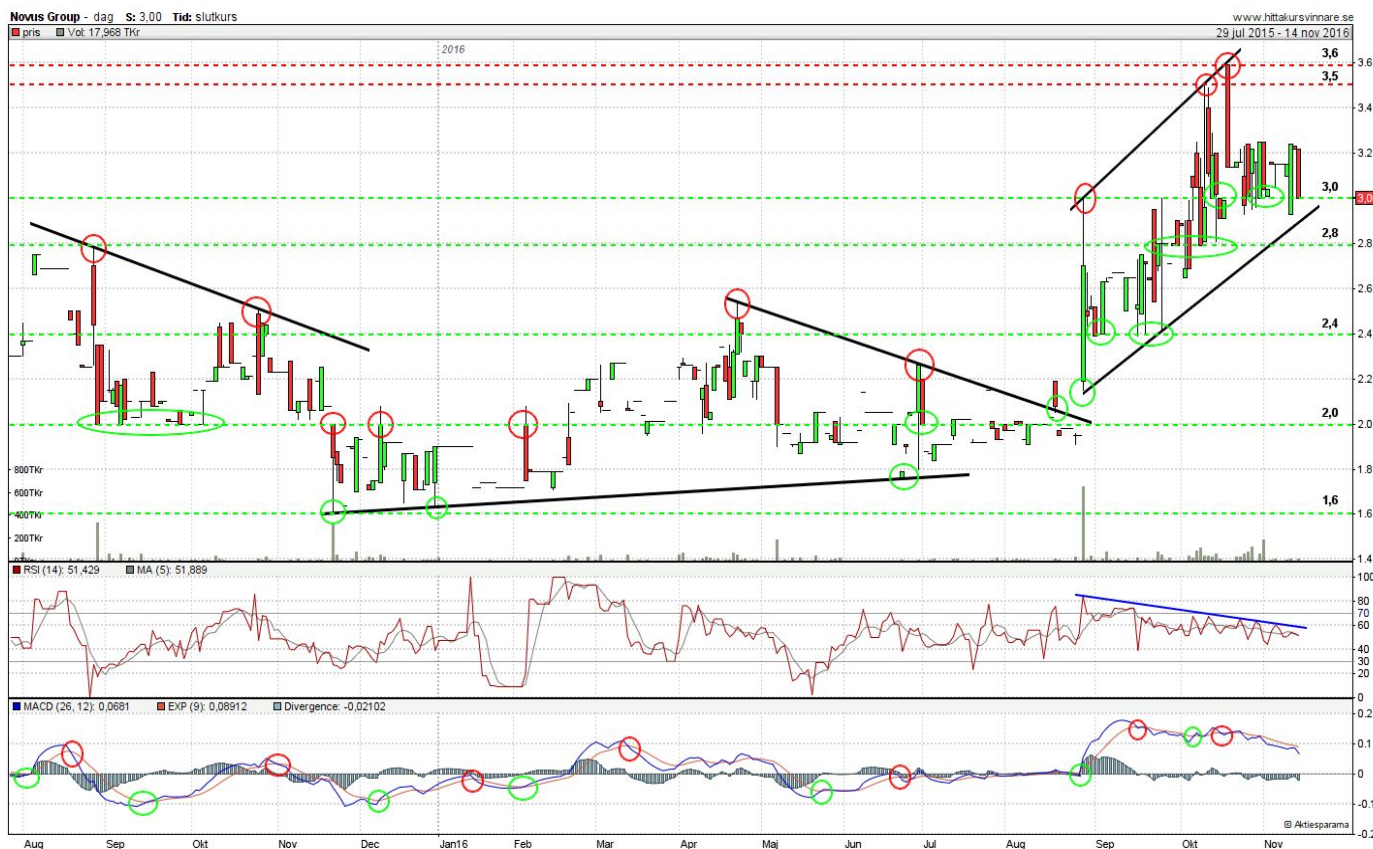 Novus Group - dag S: 3,00 Tid: slutkurs
www.hittakursvinnare.se
pris Vol: 17,968 TKr
29 jul 2015 - 14 nov 2016
2016
3,6
3.6
3,5
3.4
3.2
3,0
3,0
2,8
2.8
2.6
2,4
2.4
2.2
2,0
2.0
800TKr
1.8
600TKr
1,6
400TKr
1.6
200TKr
0TKr
1.4
RSI (14): 51,429 MA (5): 51,889
100
80
70
60
40
30
20
0
MACD (26, 12): 0,0681 EXP (9): 0,08912 Divergence: -0,02102
0.2
0.1
0
-0.1
© Aktiesparama
-0.2
Aug Sep Okt Nov Dec Jan16 Feb Mar Apr Maj Jun Jul Aug Sep Okt Nov